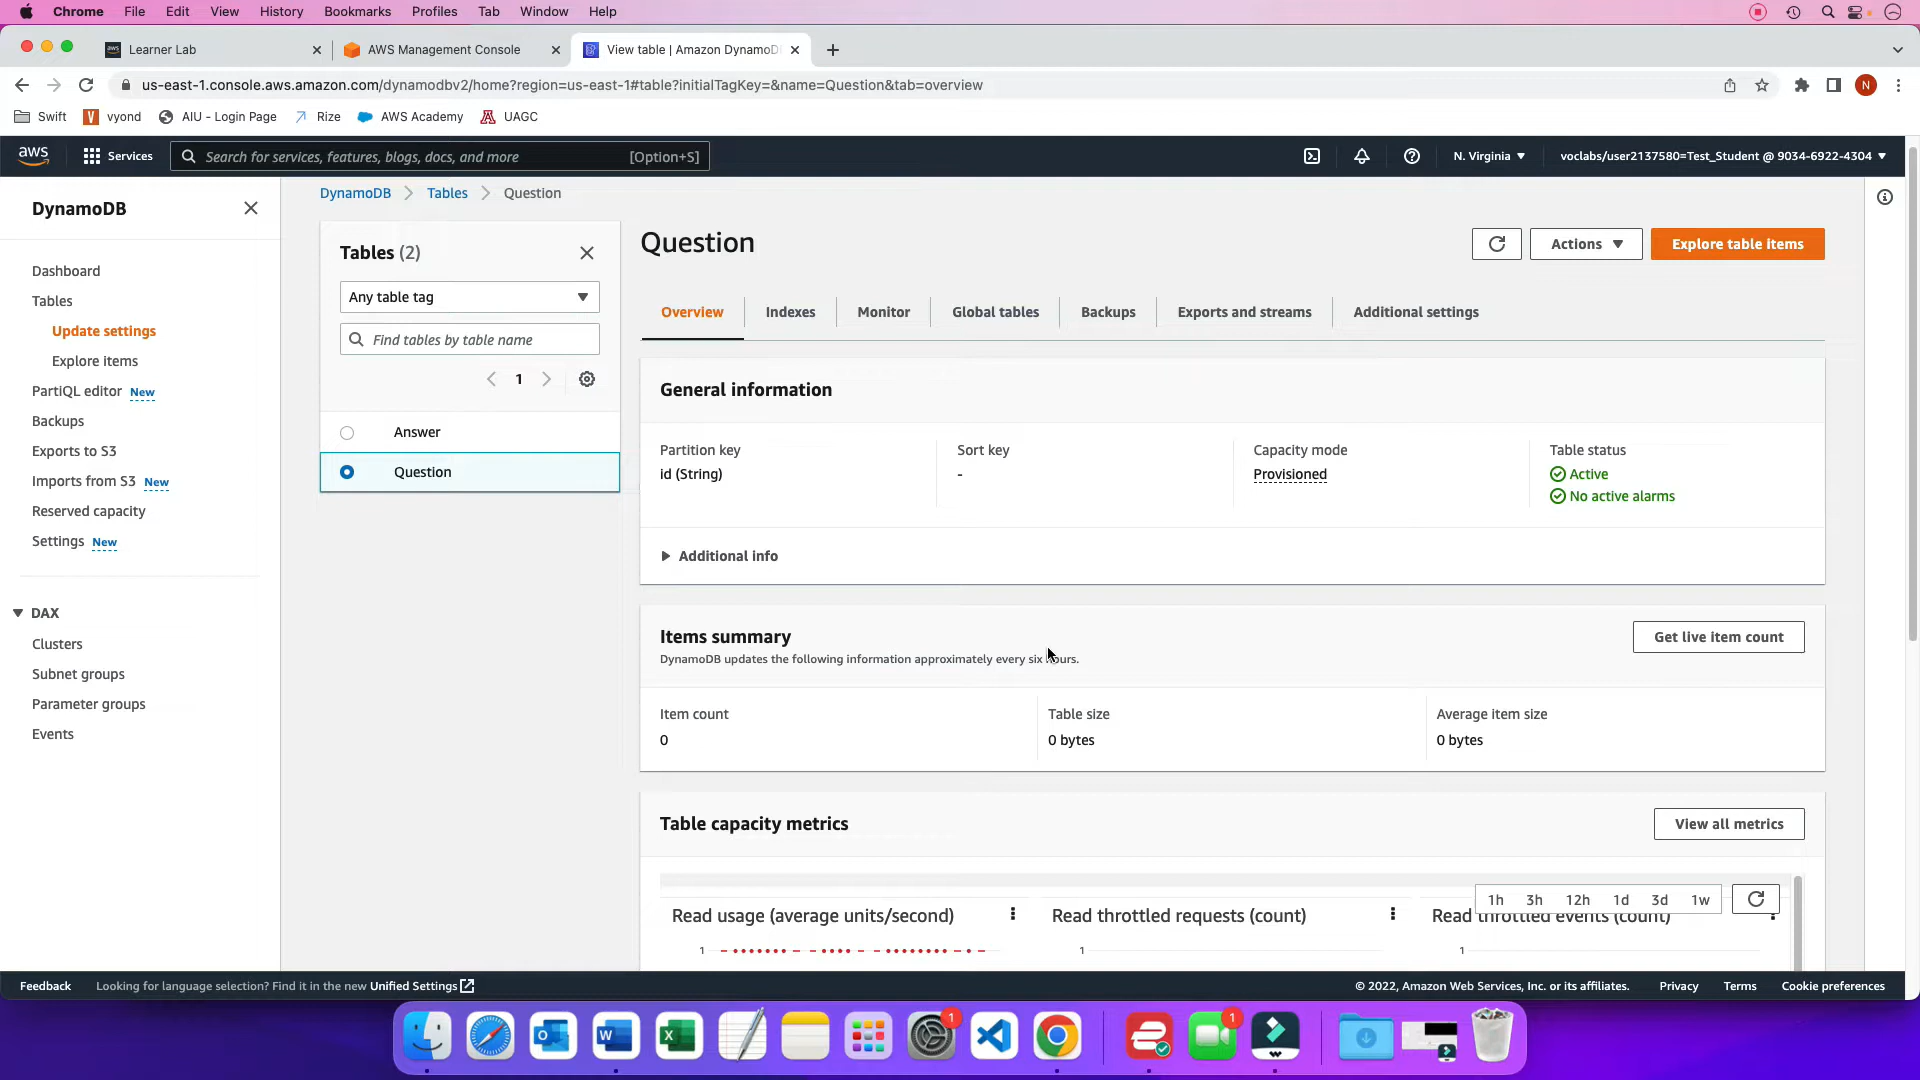 Chrome File Edit View History Bookmarks Profiles Tab Window Help
Learner Lab
AWS Management Console
View table | Amazon DynamoD
us-east-1.console.aws.amazon.com/dynamodbv2/home?region=us-east-1#table?initialTagKey=&name=Question&tab=overview
N
Swift vyond AIU - Login Page Rize AWS Academy UAGC
aws Services Search for services, features, blogs, docs, and more [Option+S] N. Virginia voclabs/user2137580=Test_Student @ 9034-6922-4304
DynamoDB
Dashboard
Tables
Update settings
Explore items
PartiQL editor New
Backups
Exports to S3
Imports from S3 New
Reserved capacity
Settings New
DAX
Clusters
Subnet groups
Parameter groups
Events
DynamoDB Tables Question
Tables (2)
Any table tag
Find tables by table name
1
Answer
Question
Question
Actions
Explore table items
Overview Indexes Monitor Global tables Backups Exports and streams Additional settings
General information
Partition key
id (String)
Sort key
-
Capacity mode
Provisioned
Table status
Active
No active alarms
Additional info
Items summary
Get live item count
DynamoDB updates the following information approximately every six hours.
Item count
0
Table size
0 bytes
Average item size
0 bytes
Table capacity metrics
View all metrics
1h 3h 12h 1d 3d 1w
Read usage (average units/second)
1
Read throttled requests (count)
1
Read throttled events (count)
1
Feedback Looking for language selection? Find it in the new Unified Settings © 2022, Amazon Web Services, Inc. or its affiliates. Privacy Terms Cookie preferences
1
1